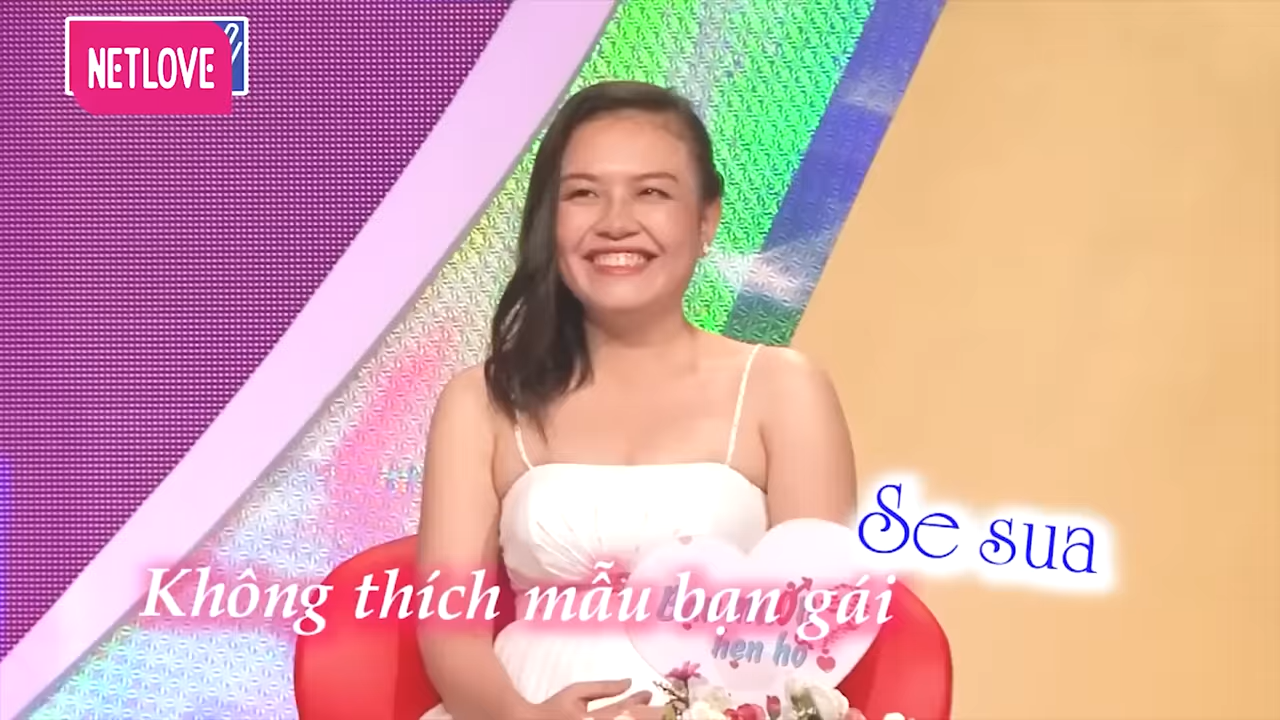 NETLOVE
Se sua
Không thích mẫu bạn gái
hẹn hò